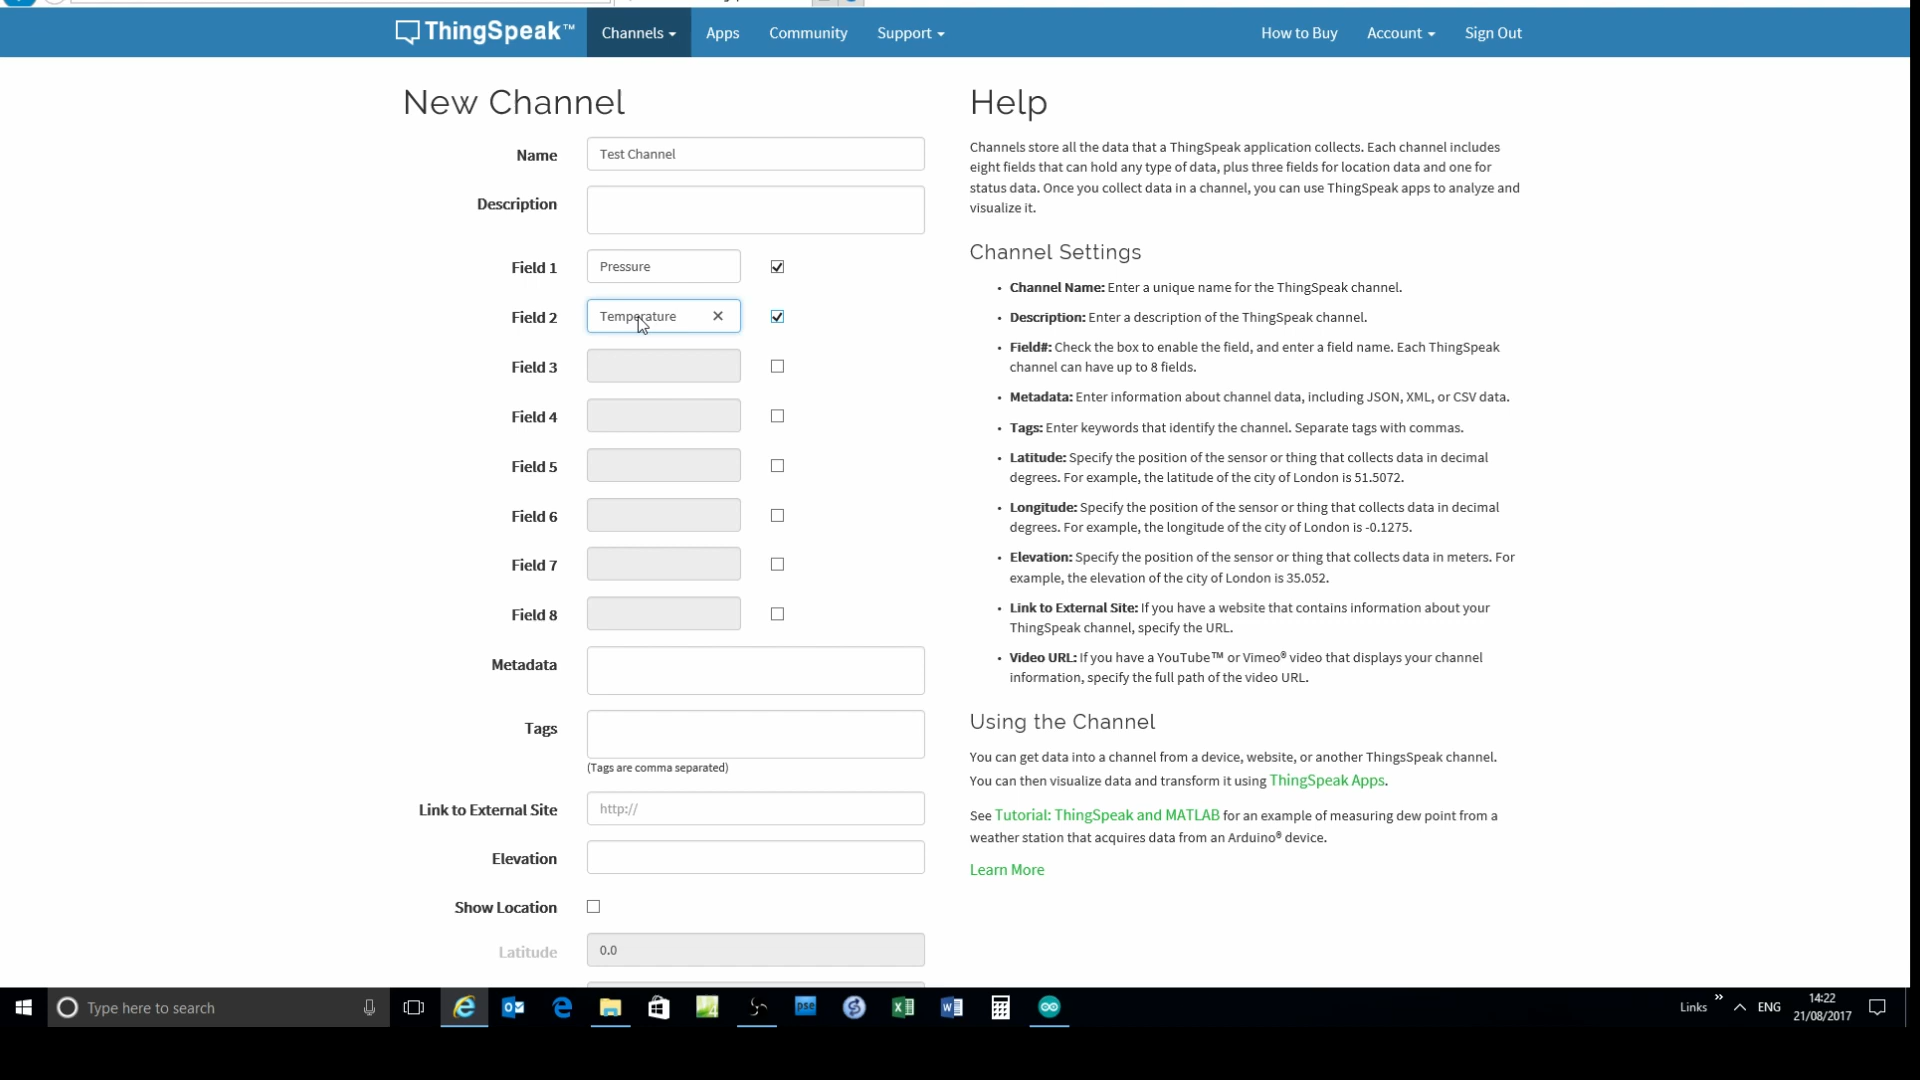 ThingSpeak™
Channels
Apps
Community
Support
How to Buy
Account
Sign Out
New Channel
Name
Test Channel
Description
Field 1
Pressure
Field 2
Temperature
Field 3
Field 4
Field 5
Field 6
Field 7
Field 8
Metadata
Tags
(Tags are comma separated)
Link to External Site
http://
Elevation
Show Location
Latitude
0.0
Help
Channels store all the data that a ThingSpeak application collects. Each channel includes
eight fields that can hold any type of data, plus three fields for location data and one for
status data. Once you collect data in a channel, you can use ThingSpeak apps to analyze and
visualize it.
Channel Settings
• Channel Name: Enter a unique name for the ThingSpeak channel.
• Description: Enter a description of the ThingSpeak channel.
• Field#: Check the box to enable the field, and enter a field name. Each ThingSpeak
channel can have up to 8 fields.
• Metadata: Enter information about channel data, including JSON, XML, or CSV data.
• Tags: Enter keywords that identify the channel. Separate tags with commas.
• Latitude: Specify the position of the sensor or thing that collects data in decimal
degrees. For example, the latitude of the city of London is 51.5072.
• Longitude: Specify the position of the sensor or thing that collects data in decimal
degrees. For example, the longitude of the city of London is -0.1275.
• Elevation: Specify the position of the sensor or thing that collects data in meters. For
example, the elevation of the city of London is 35.052.
• Link to External Site: If you have a website that contains information about your
ThingSpeak channel, specify the URL.
• Video URL: If you have a YouTube™ or Vimeo® video that displays your channel
information, specify the full path of the video URL.
Using the Channel
You can get data into a channel from a device, website, or another ThingsSpeak channel.
You can then visualize data and transform it using ThingSpeak Apps.
See Tutorial: ThingSpeak and MATLAB for an example of measuring dew point from a
weather station that acquires data from an Arduino® device.
Learn More
Type here to search
pse
Links
ENG
14:22
21/08/2017